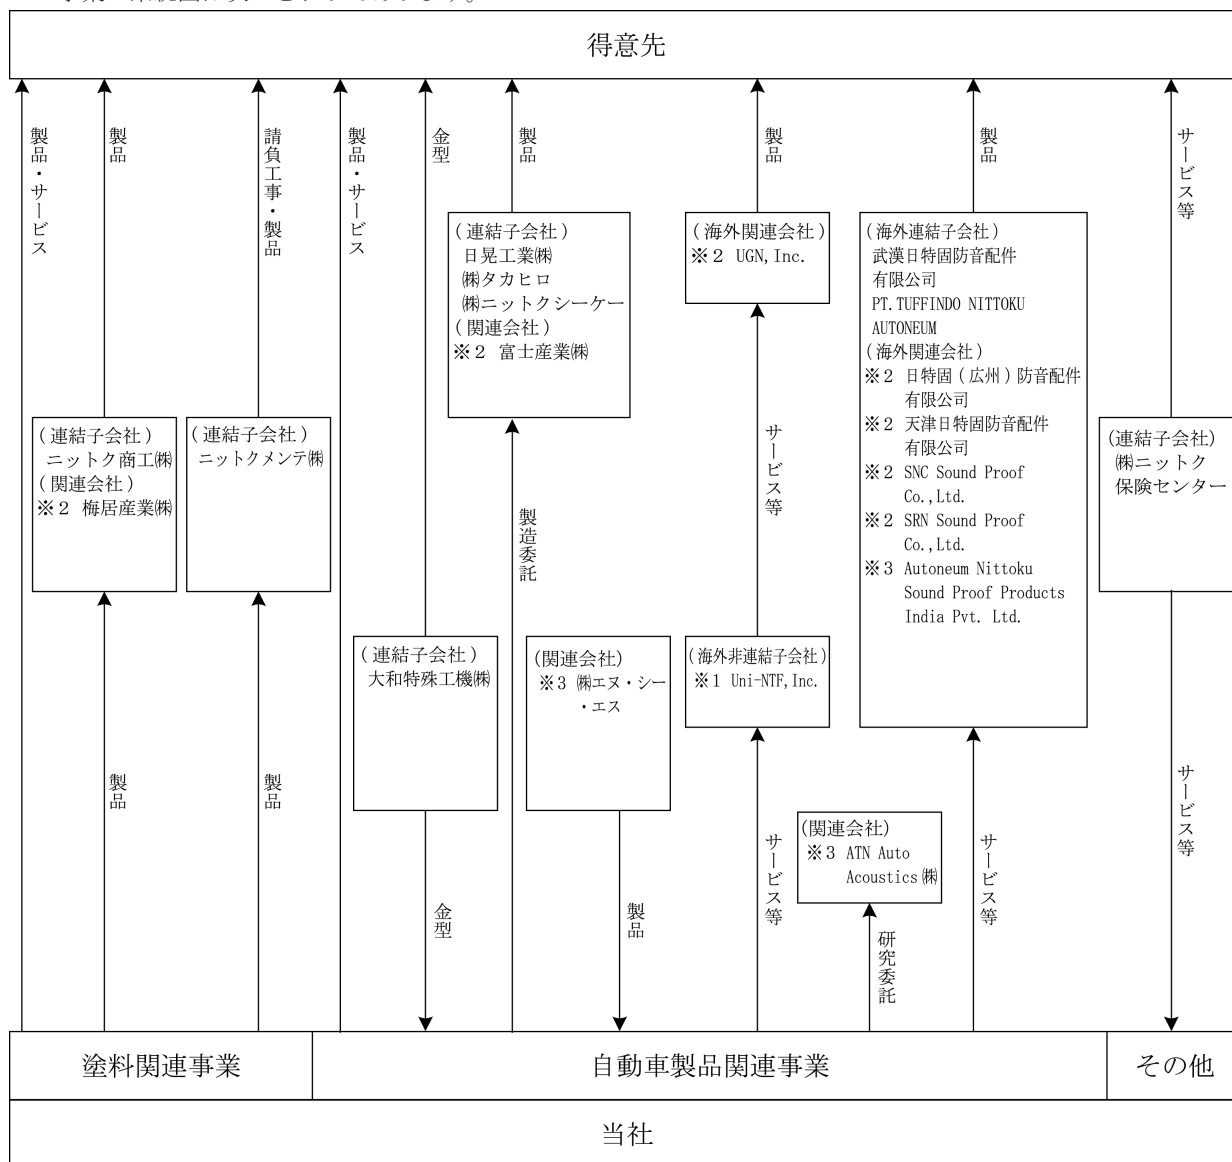 得意先
製品・サービス
製品
請負工事・製品
製品・サービス
金型
製品
製品
製品
サービス等
(連結子会社)
日晃工業㈱
㈱タカヒロ
㈱ニットクシーケー
(関連会社)
※2 富士産業㈱
(海外関連会社)
※2 UGN,Inc.
(海外連結子会社)
武漢日特固防音配件
有限公司
PT.TUFFINDO NITTOKU
AUTONEUM
(海外関連会社)
※2 日特固(広州)防音配件
有限公司
※2 天津日特固防音配件
有限公司
※2 SNC Sound Proof
Co.,Ltd.
※2 SRN Sound Proof
Co.,Ltd.
※3 Autoneum Nittoku
Sound Proof Products
India Pvt. Ltd.
(連結子会社)
ニットク商工㈱
(関連会社)
※2 梅居産業㈱
(連結子会社)
ニットクメンテ㈱
製造委託
サービス等
(連結子会社)
㈱ニットク
保険センター
(連結子会社)
大和特殊工機㈱
(関連会社)
※3 ㈱エヌ・シー
・エス
(海外非連結子会社)
※1 Uni-NTF,Inc.
製品
製品
金型
製品
サービス等
(関連会社)
※3 ATN Auto
Acoustics㈱
研究委託
サービス等
サービス等
塗料関連事業
自動車製品関連事業
その他
当社